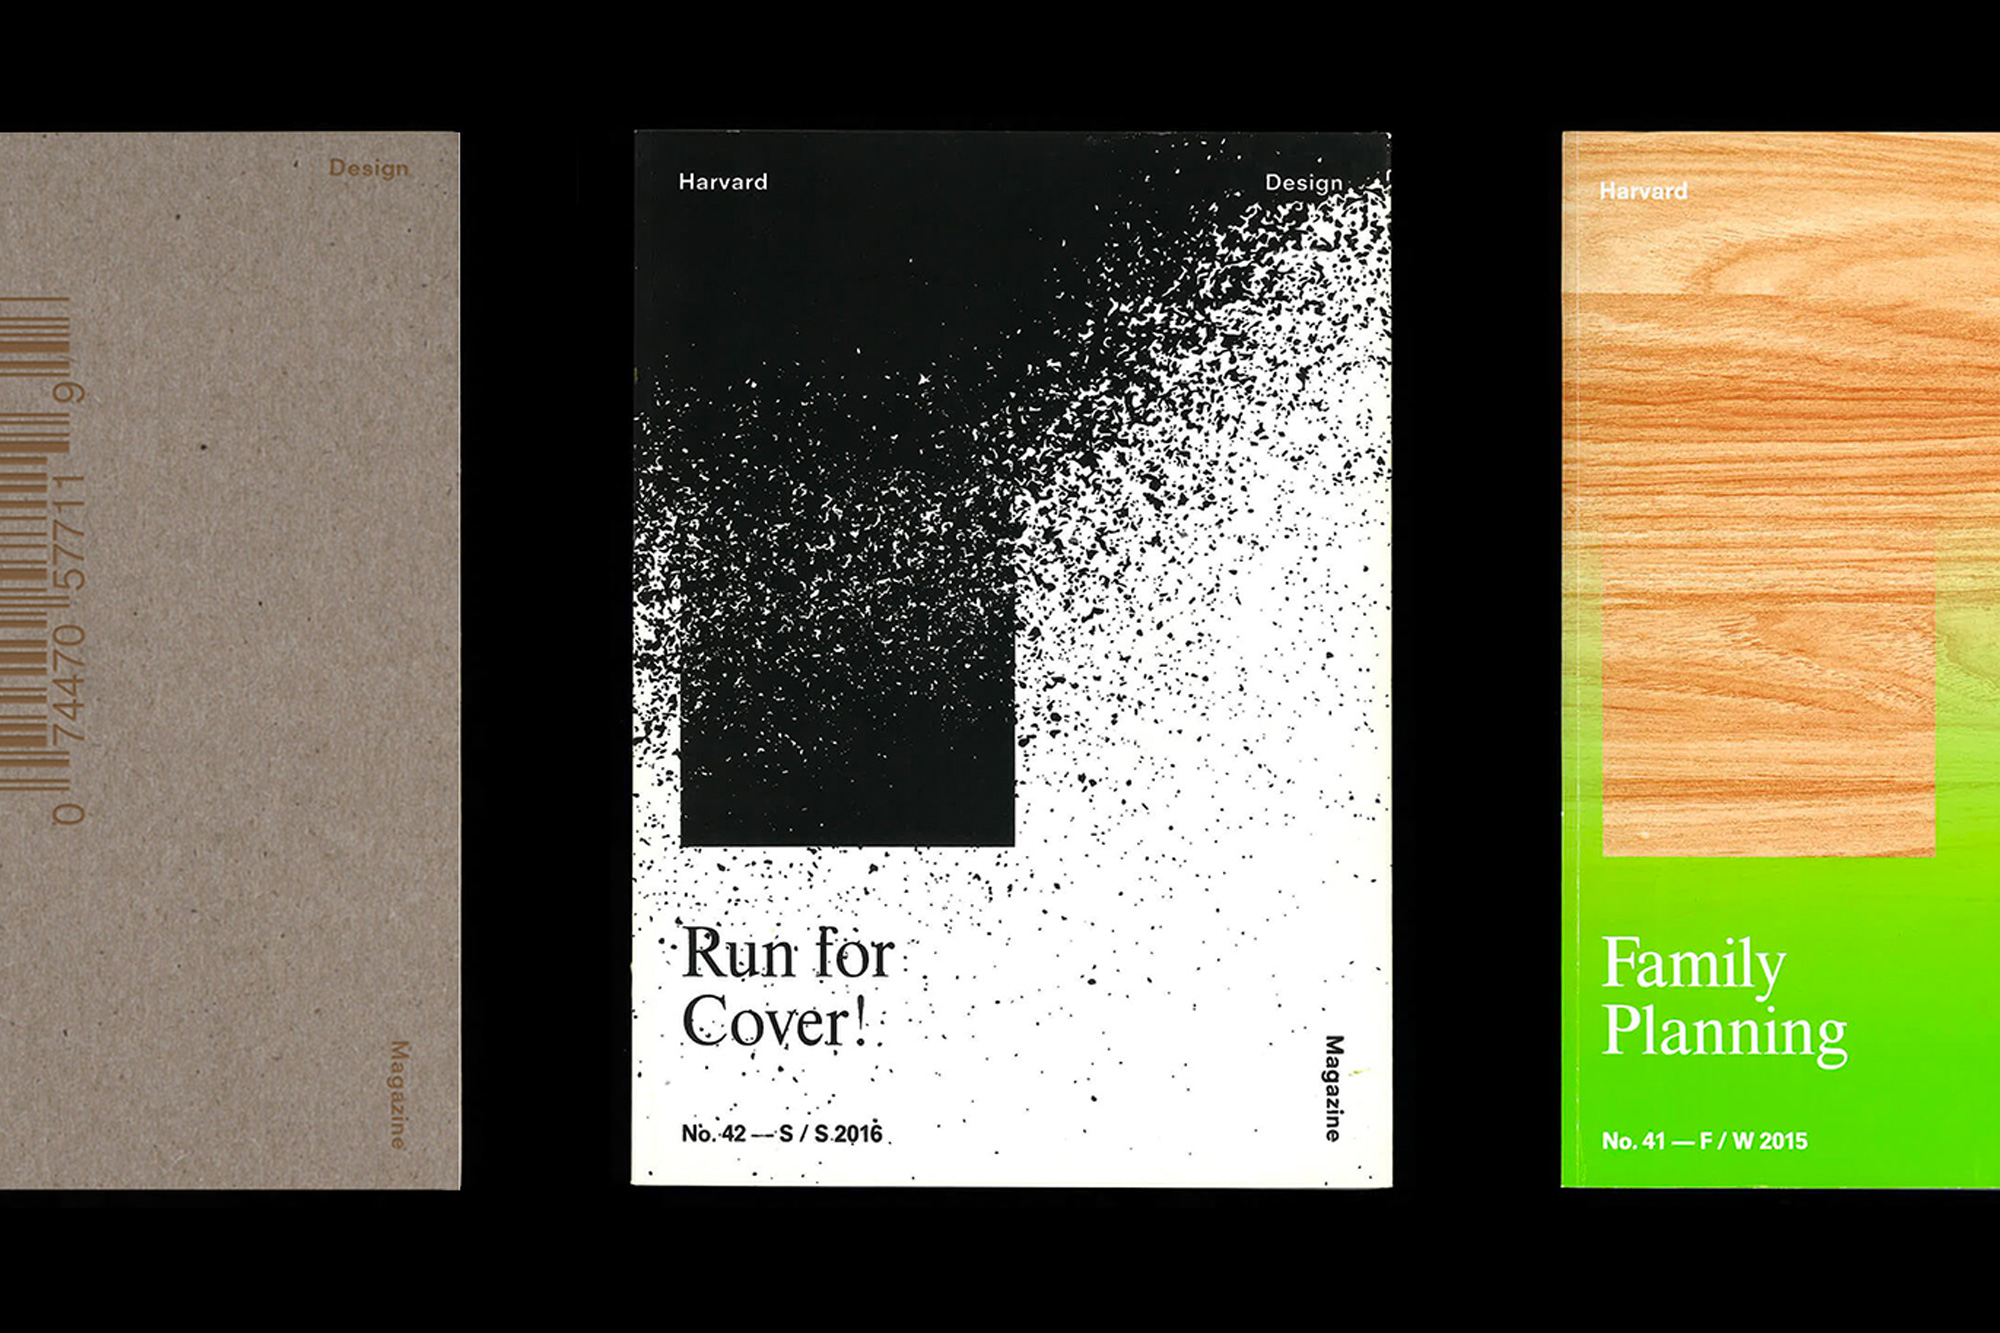 Design
9
0 74470 57711
Magazine
Harvard
Design
Run for
Cover!
Magazine
No. 42 — S / S 2016
Harvard
Family
Planning
No. 41 — F / W 2015